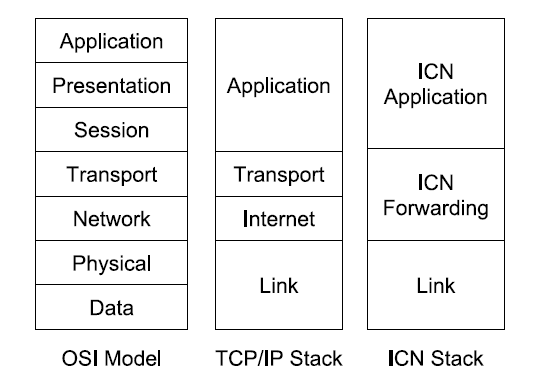 Application
Presentation
Session
Transport
Network
Physical
Data
OSI Model
Application
Transport
Internet
Link
TCP/IP Stack
ICN
Application
ICN
Forwarding
Link
ICN Stack